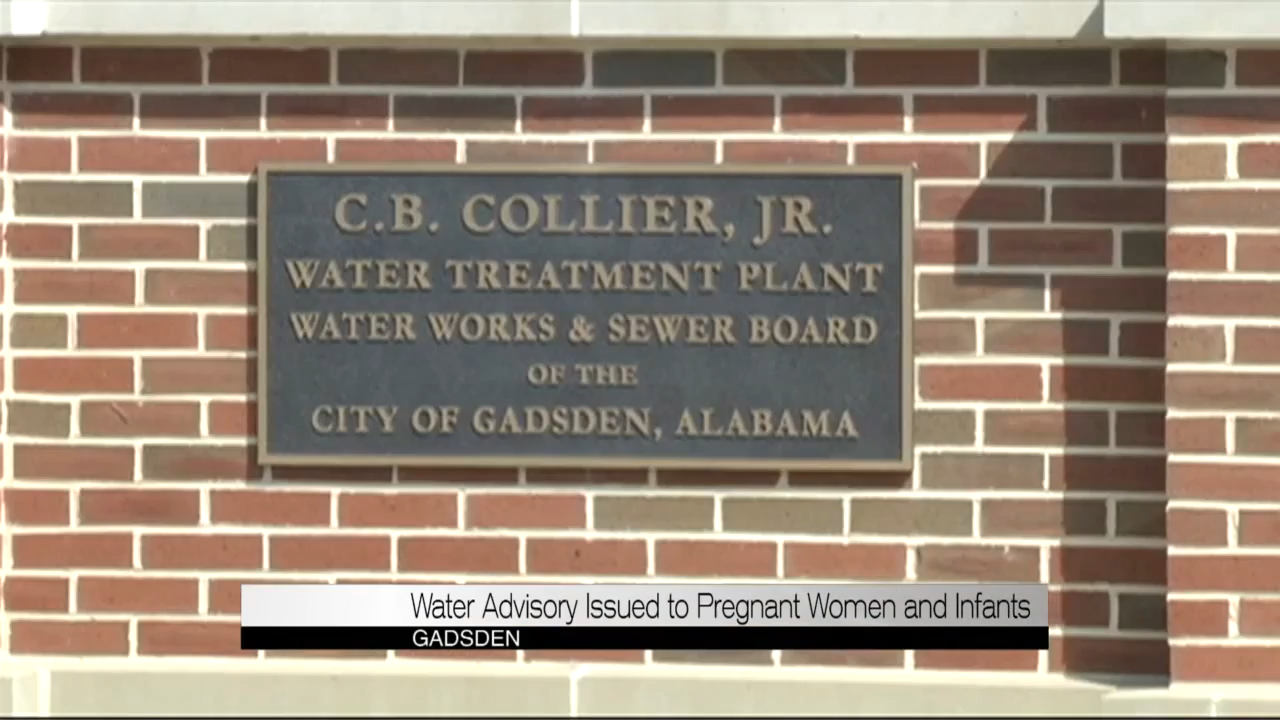 C.B. COLLIER, JR.
WATER TREATMENT PLANT
WATER WORKS & SEWER BOARD
OF THE
CITY OF GADSDEN, ALABAMA
Water Advisory Issued to Pregnant Women and Infants
GADSDEN